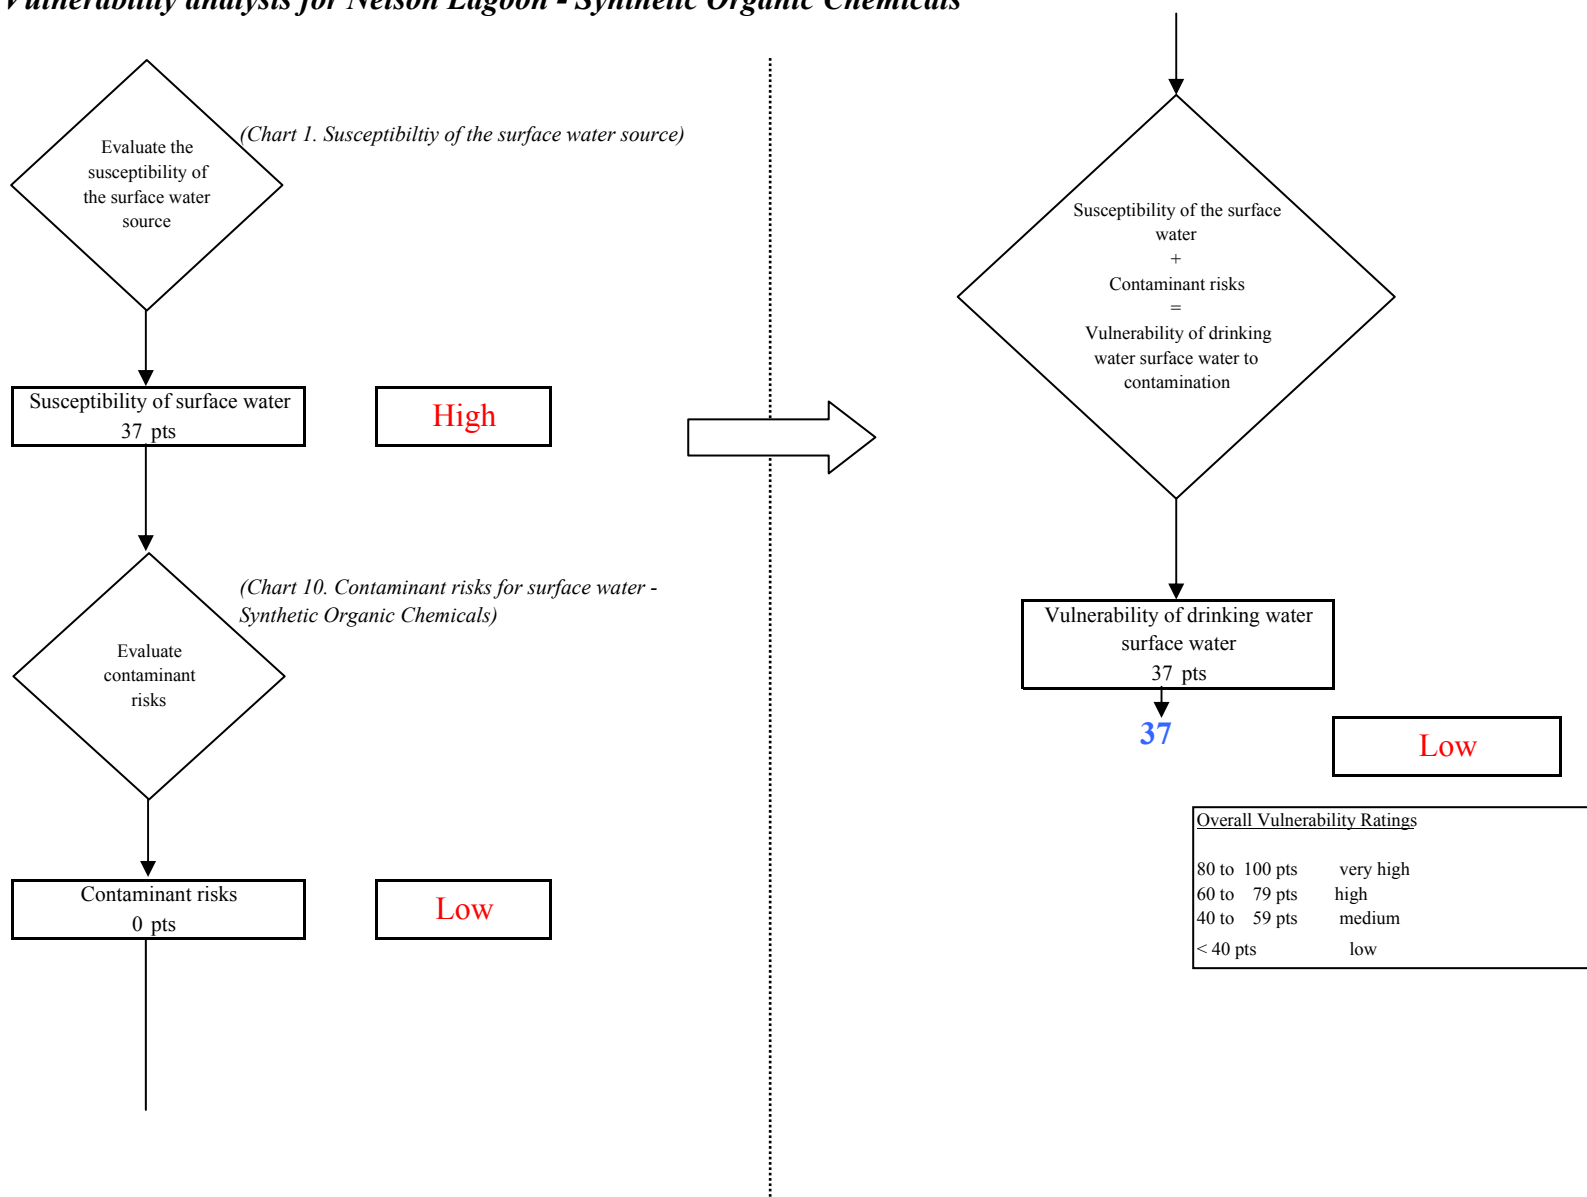 Vulnerability analysis for Nelson Lagoon - Synthetic Organic Chemicals
Evaluate the
susceptibility of
the surface water
source
(Chart 1. Susceptibiltiy of the surface water source)
Susceptibility of surface water
37 pts
High
(Chart 10. Contaminant risks for surface water -
Synthetic Organic Chemicals)
Evaluate
contaminant
risks
Contaminant risks
0 pts
Low
Susceptibility of the surface
water
+
Contaminant risks
=
Vulnerability of drinking
water surface water to
contamination
Vulnerability of drinking water
surface water
37 pts
37
Low
Overall Vulnerability Ratings
80 to 100 pts very high
60 to 79 pts high
40 to 59 pts medium
< 40 pts low